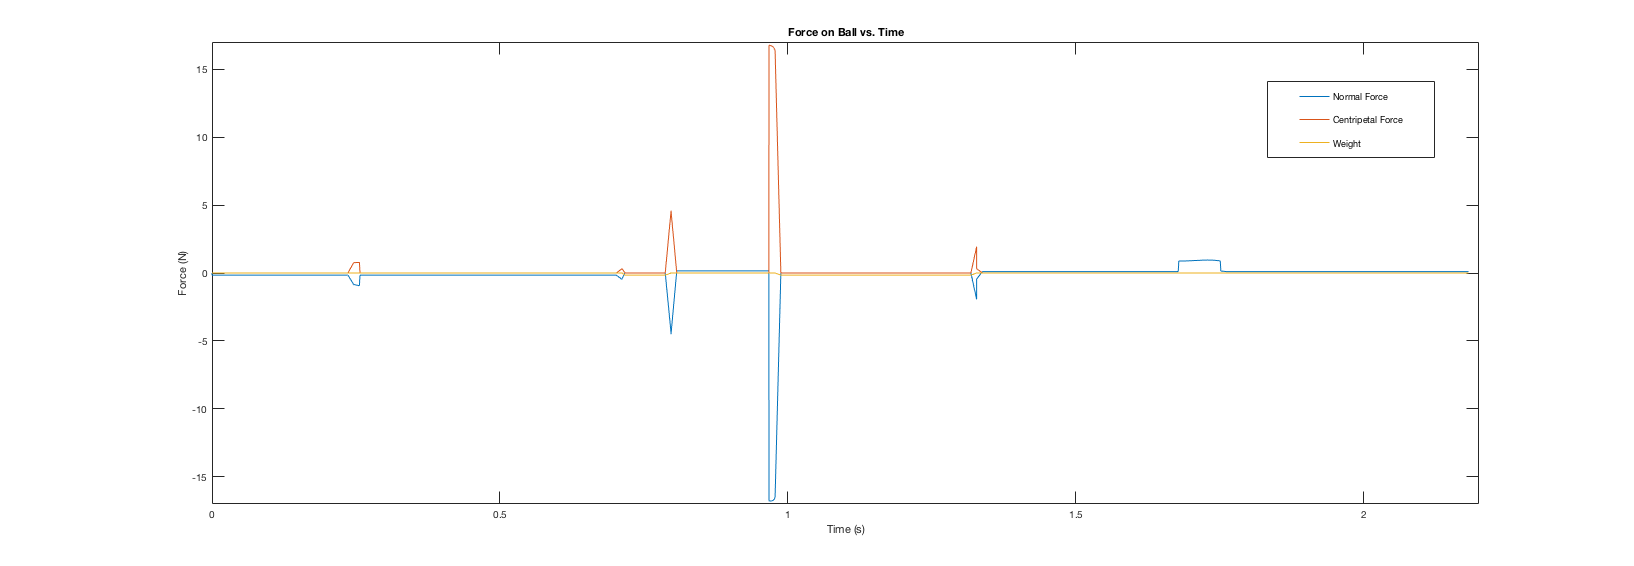 Force on Ball vs. Time
15
10
5
0
-5
-10
-15
Force (N)
Normal Force
Centripetal Force
Weight
0 0.5 1 1.5 2
Time (s)